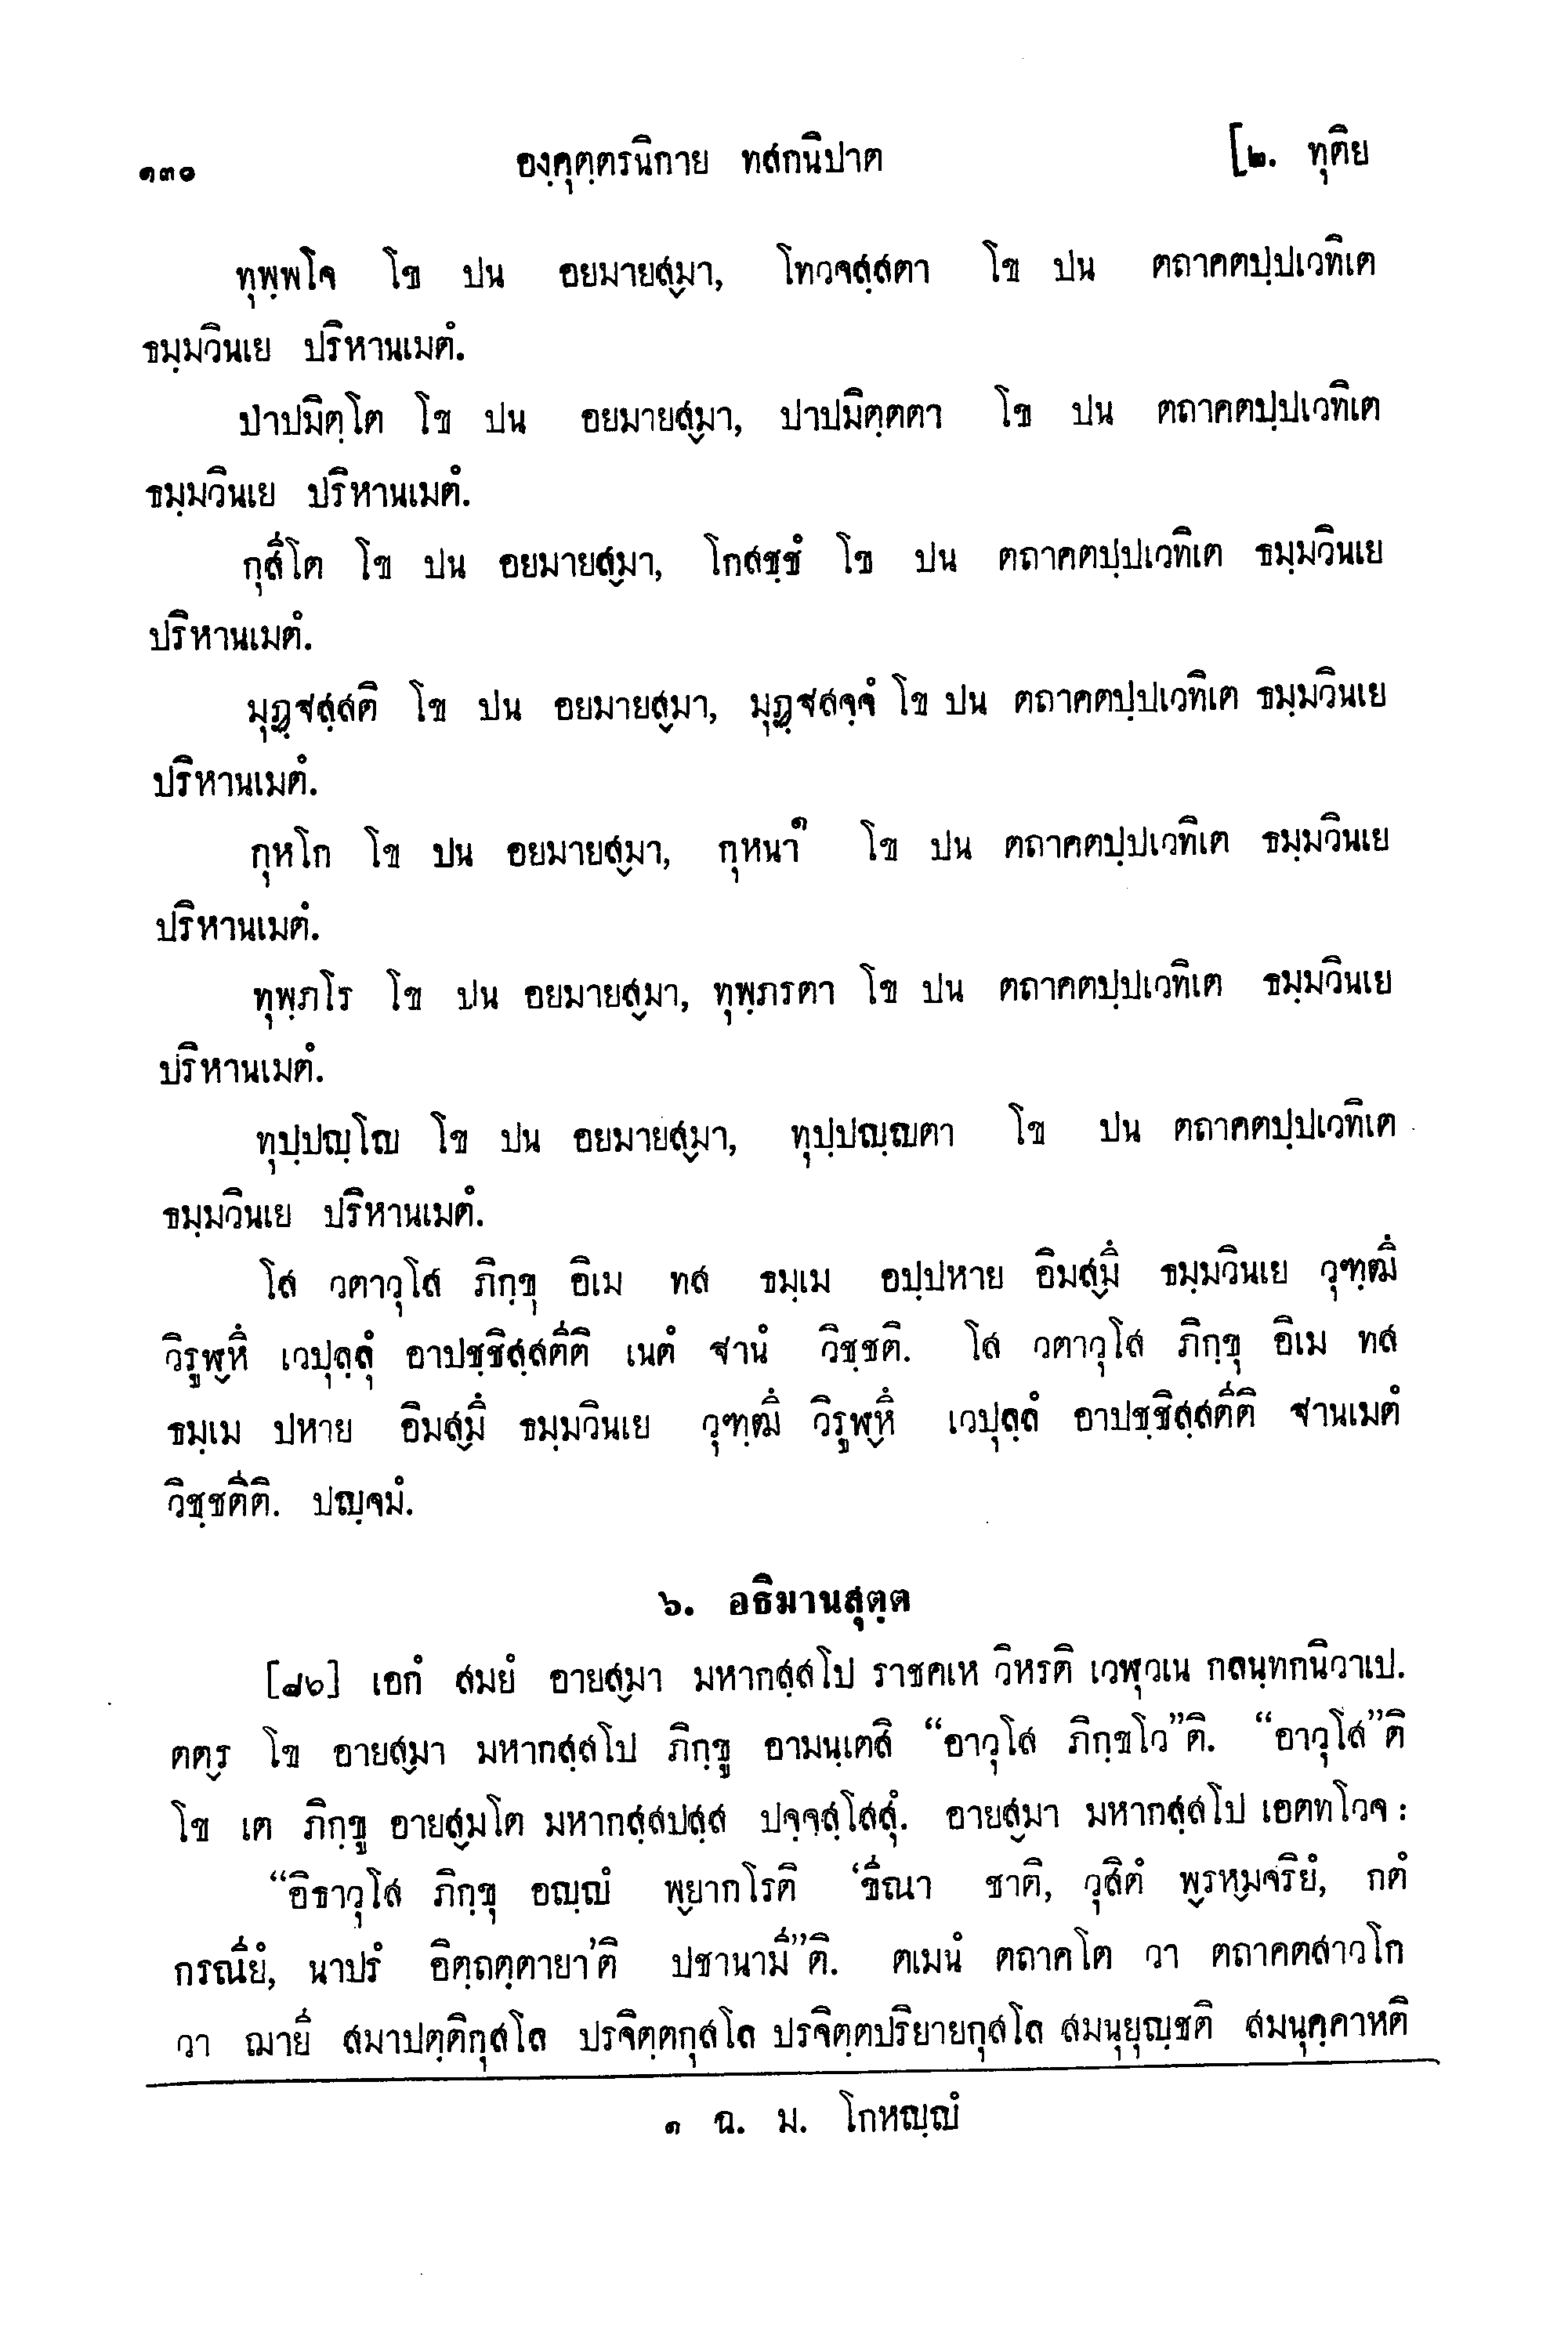 ๑๓๐ องฺคุตฺตรนิกาย ทสกนิปาต [๒. ทุติย
ทุพฺพโจ โข ปน อยมายสฺมา, โทวจสฺสตา โข ปน ตถาคตปฺปเวทิเต
ธมฺมวินเย ปริหานเมตํ.
ปาปมิตฺโต โข ปน อยมายสฺมา, ปาปมิตฺตตา โข ปน ตถาคตปฺปเวทิเต
ธมฺมวินเย ปริหานเมตํ.
กุสีโต โข ปน อยมายสฺมา, โกสชฺชํ โข ปน ตถาคตปฺปเวทิเต ธมฺมวินเย
ปริหานเมตํ.
มุฏฺฐสฺสติ โข ปน อยมายสฺมา, มุฏฺฐสจฺจํ โข ปน ตถาคตปฺปเวทิเต ธมฺมวินเย
ปริหานเมตํ.
กุหโก โข ปน อยมายสฺมา, กุหนา๑ โข ปน ตถาคตปฺปเวทิเต ธมฺมวินเย
ปริหานเมตํ.
ทุพฺภโร โข ปน อยมายสฺมา, ทุพฺภรตา โข ปน ตถาคตปฺปเวทิเต ธมฺมวินเย
ปริหานเมตํ.
ทุปฺปญฺโญ โข ปน อยมายสฺมา, ทุปฺปญฺญตา โข ปน ตถาคตปฺปเวทิเต
ธมฺมวินเย ปริหานเมตํ.
โส วตาวุโส ภิกฺขุ อิเม ทส ธมฺเม อปฺปหาย อิมสฺมึ ธมฺมวินเย วุฑฺฒึ
วิรูฬฺหึ เวปุลฺลุํ อาปชฺชิสฺสตีติ เนตํ ฐานํ วิชฺชติ. โส วตาวุโส ภิกฺขุ อิเม ทส
ธมฺเม ปหาย อิมสฺมึ ธมฺมวินเย วุฑฺฒึ วิรูฬฺหึ เวปุลฺลํ อาปชฺชิสฺสตีติ ฐานเมตํ
วิชฺชตีติ. ปญฺจมํ.
๖. อธิมานสุตฺต
[๘๖] เอกํ สมยํ อายสฺมา มหากสฺสโป ราชคเห วิหรติ เวฬุวเน กลนฺทกนิวาเป.
ตตฺร โข อายสฺมา มหากสฺสโป ภิกฺขู อามนฺเตสิ “อาวุโส ภิกฺขโว”ติ. “อาวุโส”ติ
โข เต ภิกฺขู อายสฺมโต มหากสฺสปสฺส ปจฺจสฺโสสุํ. อายสฺมา มหากสฺสโป เอตทโวจ :
“อิธาวุโส ภิกฺขุ อญฺญํ พฺยากโรติ ‘ขีณา ชาติ, วุสิตํ พฺรหฺมจริยํ, กตํ
กรณียํ, นาปรํ อิตฺถตฺตายา’ติ ปชานามี”ติ. ตเมนํ ตถาคโต วา ตถาคตสาวโก
วา ฌายี สมาปตฺติกุสโล ปรจิตฺตกุสโล ปรจิตฺตปริยายกุสโล สมนุยุญฺชติ สมนุคฺคาหติ
๑ ฉ. ม. โกหญฺญํ